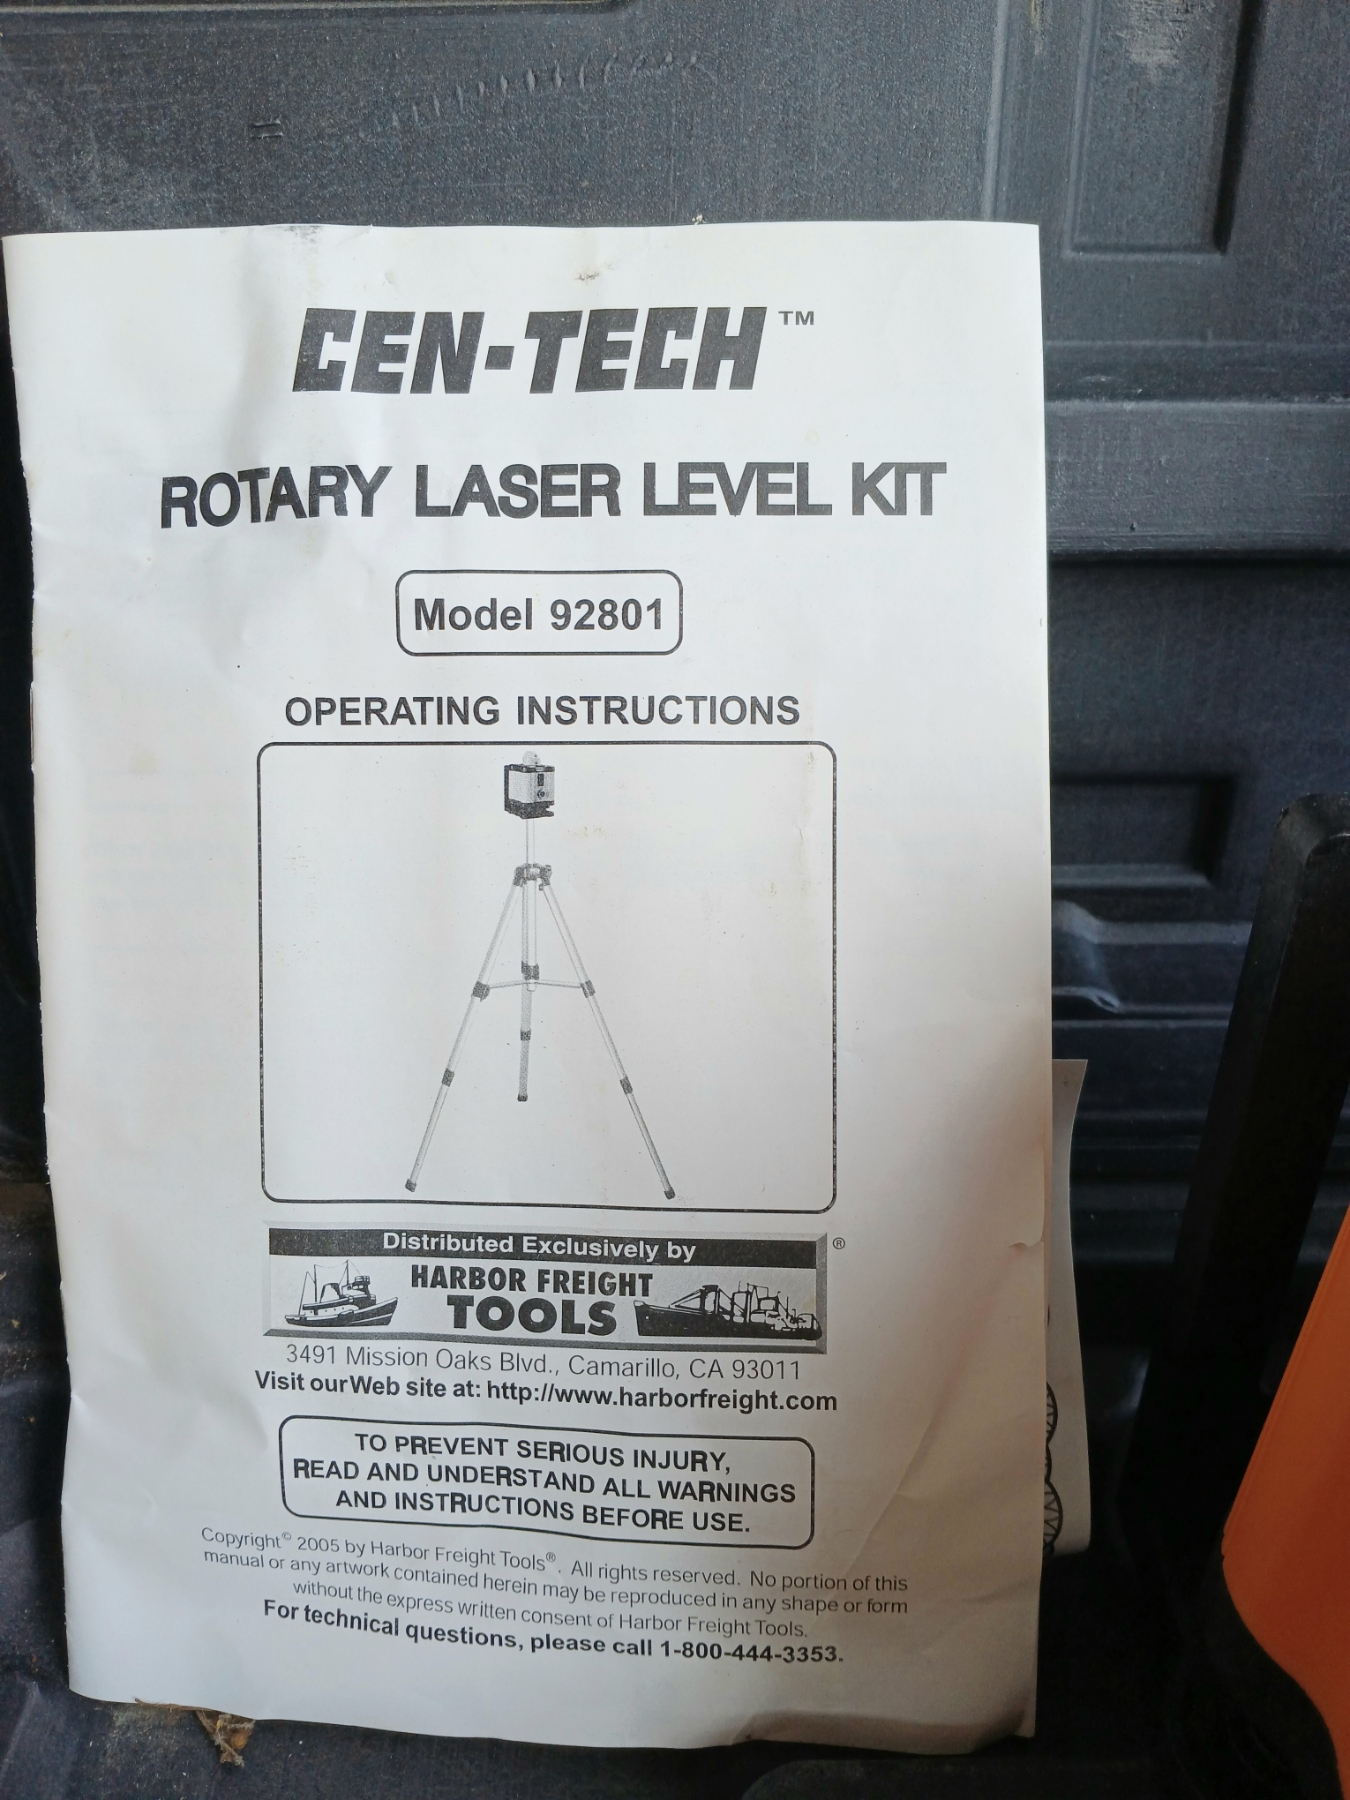 CEN-TECH™
ROTARY LASER LEVEL KIT
Model 92801
OPERATING INSTRUCTIONS
Distributed Exclusively by
HARBOR FREIGHT
TOOLS ®
3491 Mission Oaks Blvd., Camarillo, CA 93011
Visit our Web site at: http://www.harborfreight.com
TO PREVENT SERIOUS INJURY,
READ AND UNDERSTAND ALL WARNINGS
AND INSTRUCTIONS BEFORE USE.
Copyright© 2005 by Harbor Freight Tools®. All rights reserved. No portion of this
manual or any artwork contained herein may be reproduced in any shape or form
without the express written consent of Harbor Freight Tools.
For technical questions, please call 1-800-444-3353.